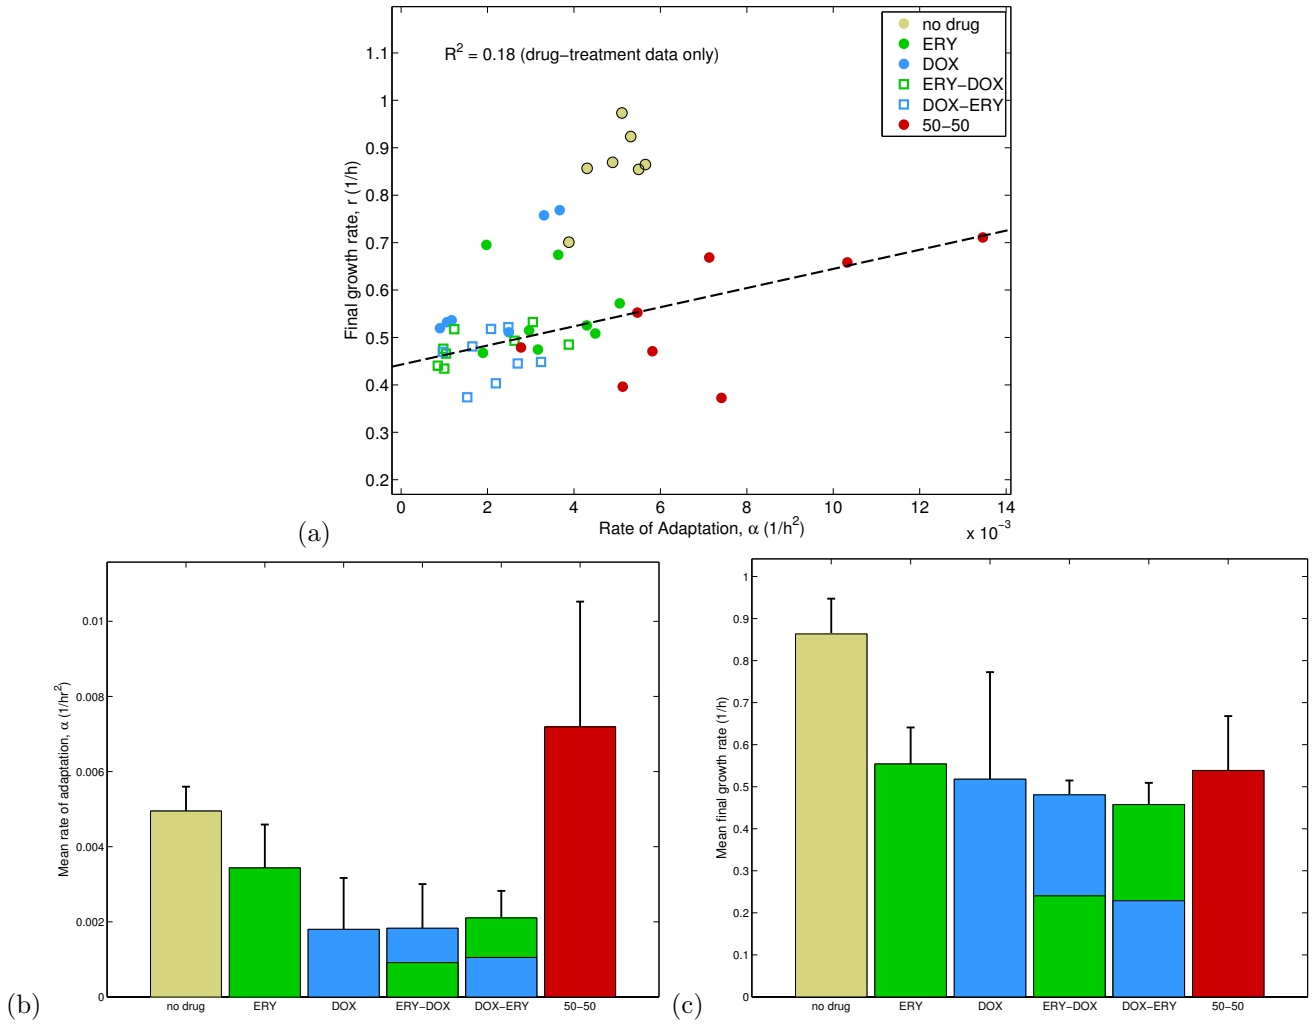 R² = 0.18 (drug−treatment data only)
no drug
ERY
DOX
ERY−DOX
DOX−ERY
50−50
Final growth rate, r (1/h)
1.1
1
0.9
0.8
0.7
0.6
0.5
0.4
0.3
0.2
0 2 4 6 8 10 12 14
x 10⁻³
Rate of Adaptation, α (1/h²)
(a)
Mean rate of adaptation, α (1/hr²)
0.01
0.008
0.006
0.004
0.002
0
no drug ERY DOX ERY−DOX DOX−ERY 50−50
(b)
Mean final growth rate (1/h)
1
0.9
0.8
0.7
0.6
0.5
0.4
0.3
0.2
0.1
0
no drug ERY DOX ERY−DOX DOX−ERY 50−50
(c)